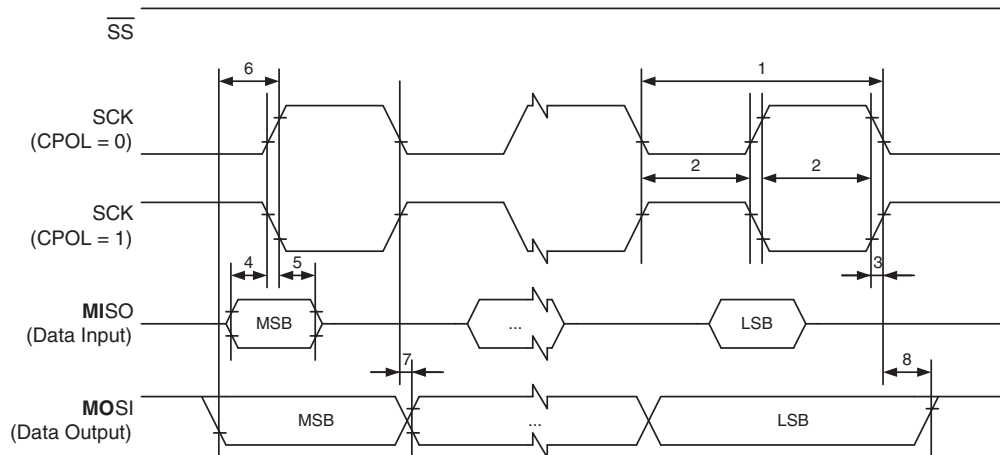 SS
6
1
SCK
(CPOL = 0)
2
2
SCK
(CPOL = 1)
4
5
3
MISO
(Data Input)
MSB
...
LSB
7
8
MOSI
(Data Output)
MSB
...
LSB